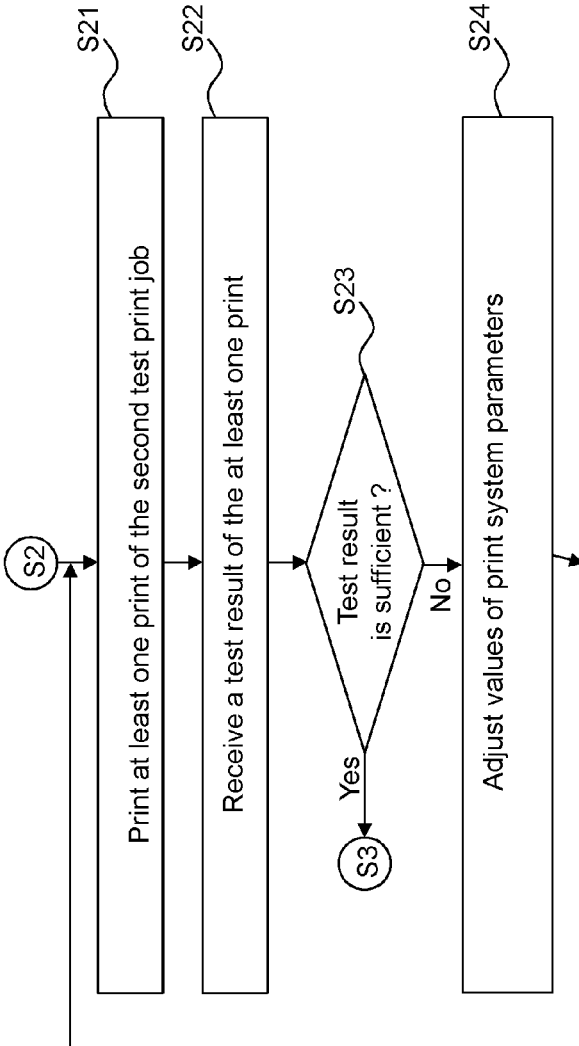 S2
Print at least one print of the second test print job
S21
Receive a test result of the at least one print
S22
Test result
is sufficient ?
S23
Yes
S3
No
Adjust values of print system parameters
S24